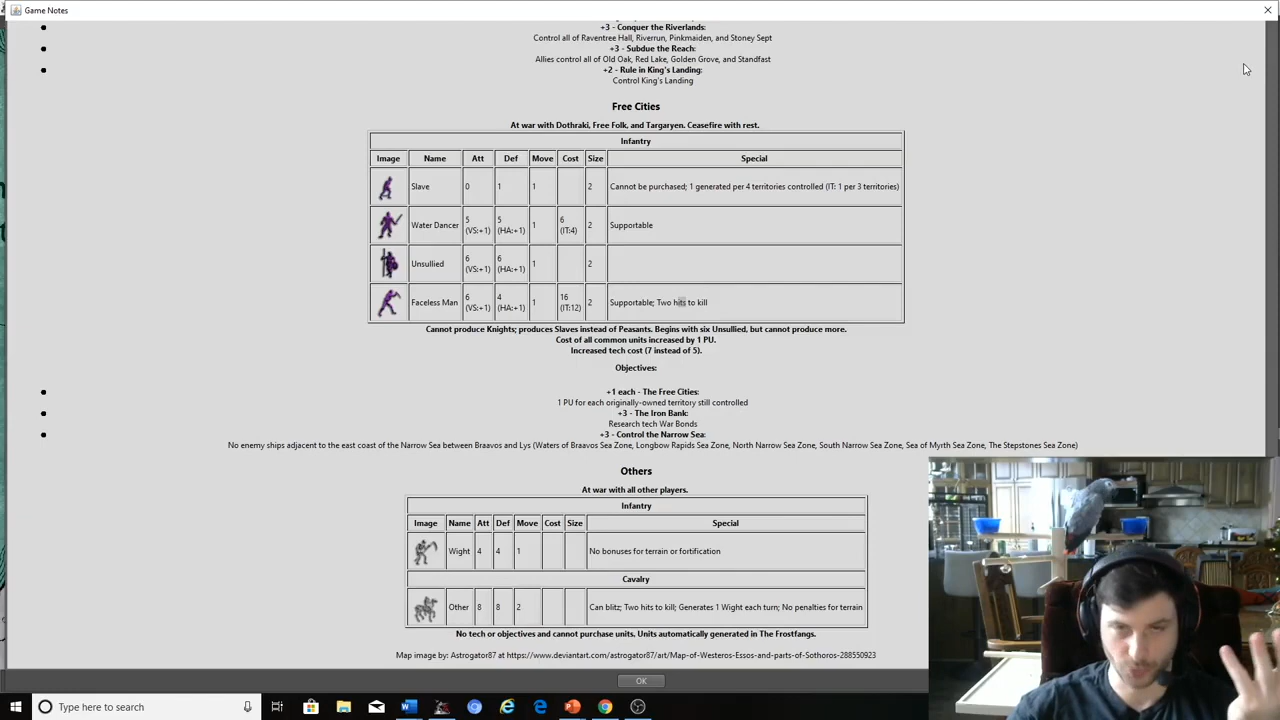 Game Notes
+3 - Conquer the Riverlands:
Control all of Raventree Hall, Riverrun, Pinkmaiden, and Stoney Sept
+3 - Subdue the Reach:
Allies control all of Old Oak, Red Lake, Golden Grove, and Standfast
+2 - Rule in King's Landing:
Control King's Landing
Free Cities
At war with Dothraki, Free Folk, and Targaryen. Ceasefire with rest.
Infantry
Image Name Att Def Move Cost Size Special
Slave 0 1 1 2 Cannot be purchased; 1 generated per 4 territories controlled (IT: 1 per 3 territories)
Water Dancer 5 (VS:+1) 5 (HA:+1) 1 6 (IT:4) 2 Supportable
Unsullied 6 (VS:+1) 6 (HA:+1) 1 2
Faceless Man 6 (VS:+1) 4 (HA:+1) 1 16 (IT:12) 2 Supportable; Two hits to kill
Cannot produce Knights; produces Slaves instead of Peasants. Begins with six Unsullied, but cannot produce more.
Cost of all common units increased by 1 PU.
Increased tech cost (7 instead of 5).
Objectives:
+1 each - The Free Cities:
1 PU for each originally-owned territory still controlled
+3 - The Iron Bank:
Research tech War Bonds
+3 - Control the Narrow Sea:
No enemy ships adjacent to the east coast of the Narrow Sea between Braavos and Lys (Waters of Braavos Sea Zone, Longbow Rapids Sea Zone, North Narrow Sea Zone, South Narrow Sea Zone, Sea of Myrth Sea Zone, The Stepstones Sea Zone)
Others
At war with all other players.
Infantry
Image Name Att Def Move Cost Size Special
Wight 4 4 1 No bonuses for terrain or fortification
Cavalry
Other 8 8 2 Can blitz; Two hits to kill; Generates 1 Wight each turn; No penalties for terrain
No tech or objectives and cannot purchase units. Units automatically generated in The Frostfangs.
Map image by: Astrogator87 at https://www.deviantart.com/astrogator87/art/Map-of-Westeros-Essos-and-parts-of-Sothoros-288550923
OK
Type here to search